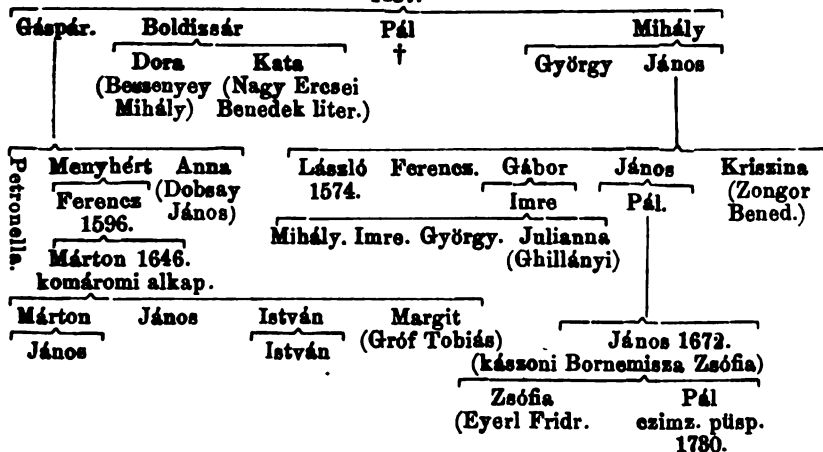 Gáspár. Boldizsár Pál Mihály
† 
Dora Kata György János
(Bessenyey (Nagy Ercsei
Mihály) Benedek liter.)
Petronella. Menyhért Anna László Ferencz. Gábor János Kriszina
(Dobsay 1574. (Zongor
Ferencz János) Imre Pál. Bened.)
1596.
Mihály. Imre. György. Julianna
Márton 1646. (Ghillányi)
komáromi alkap.
Márton János István Margit
(Gróf Tobiás) János 1672.
János István (kászoni Bornemisza Zsófia)
Zsófia Pál
(Eyerl Fridr. czimz. püsp.
1730.